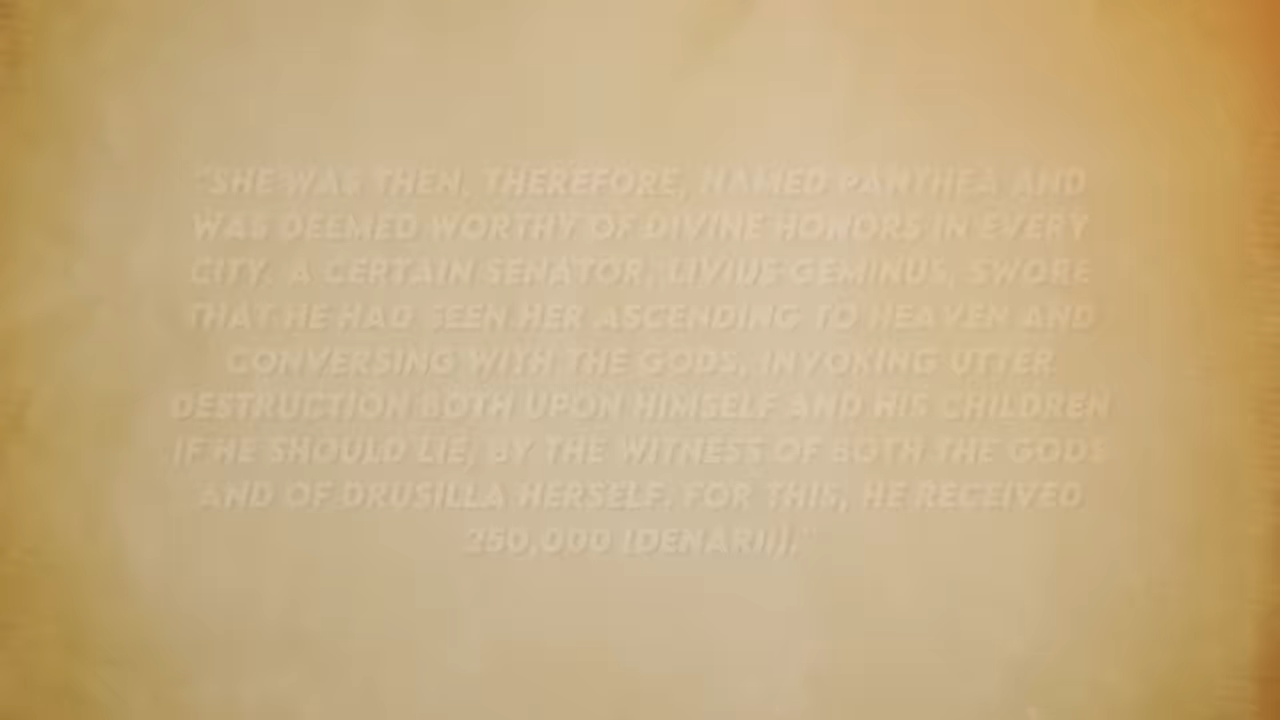 "SHE WAS THEN, THEREFORE, NAMED PANTHEA AND
WAS DEEMED WORTHY OF DIVINE HONORS IN EVERY
CITY. A CERTAIN SENATOR, LIVIUS GEMINUS, SWORE
THAT HE HAD SEEN HER ASCENDING TO HEAVEN AND
CONVERSING WITH THE GODS, INVOKING UTTER
DESTRUCTION BOTH UPON HIMSELF AND HIS CHILDREN
IF HE SHOULD LIE, BY THE WITNESS OF BOTH THE GODS
AND OF DRUSILLA HERSELF. FOR THIS, HE RECEIVED
250,000 (DENARII)."